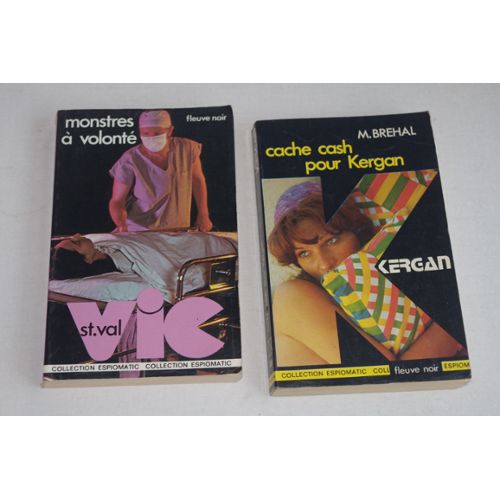 monstres
à volonté
fleuve noir
st.val
vic
COLLECTION ESPIOMATIC COLLECTION ESPIOMATIC
M. BREHAL
cache cash
pour Kergan
KERGAN
COLLECTION ESPIOMATIC COLL fleuve noir ESPIOM